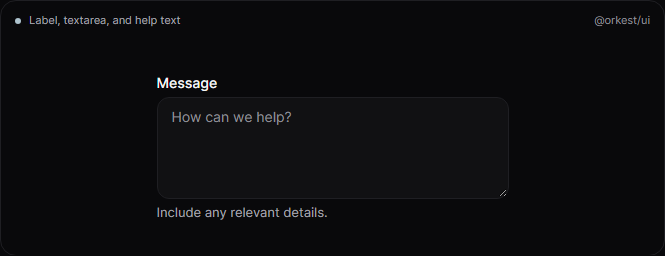 Label, textarea, and help text
@orkest/ui
Message
How can we help?
Include any relevant details.